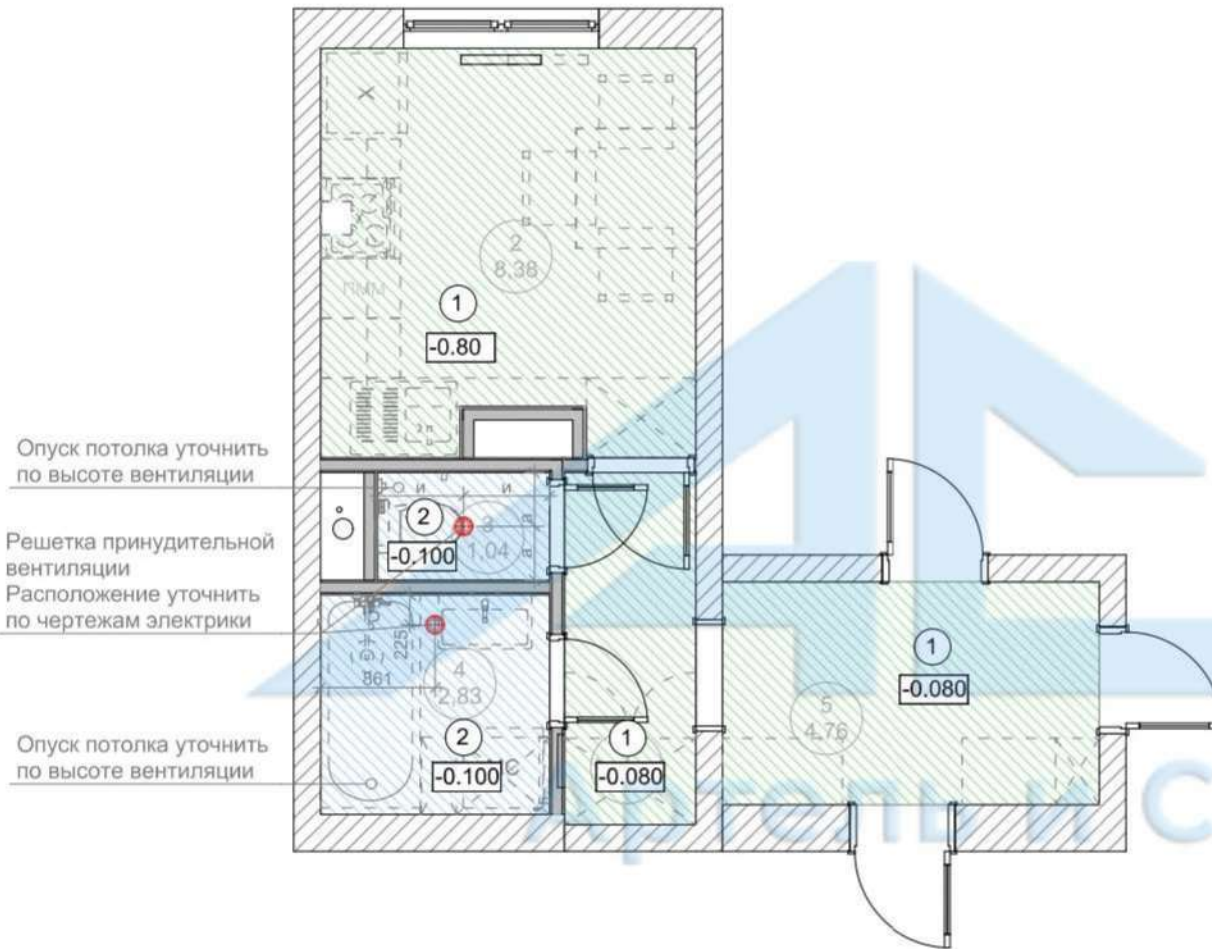 X
2
8.38
ПММ
1
-0.80
Опуск потолка уточнить
по высоте вентиляции
и и
2
3
-0.100
1,04
а
а
Решетка принудительной
вентиляции
Расположение уточнить
по чертежам электрики
225
861
4
2,83
1
-0.080
5
4.76
Опуск потолка уточнить
по высоте вентиляции
2
-0.100
1
-0.080
Артель и С